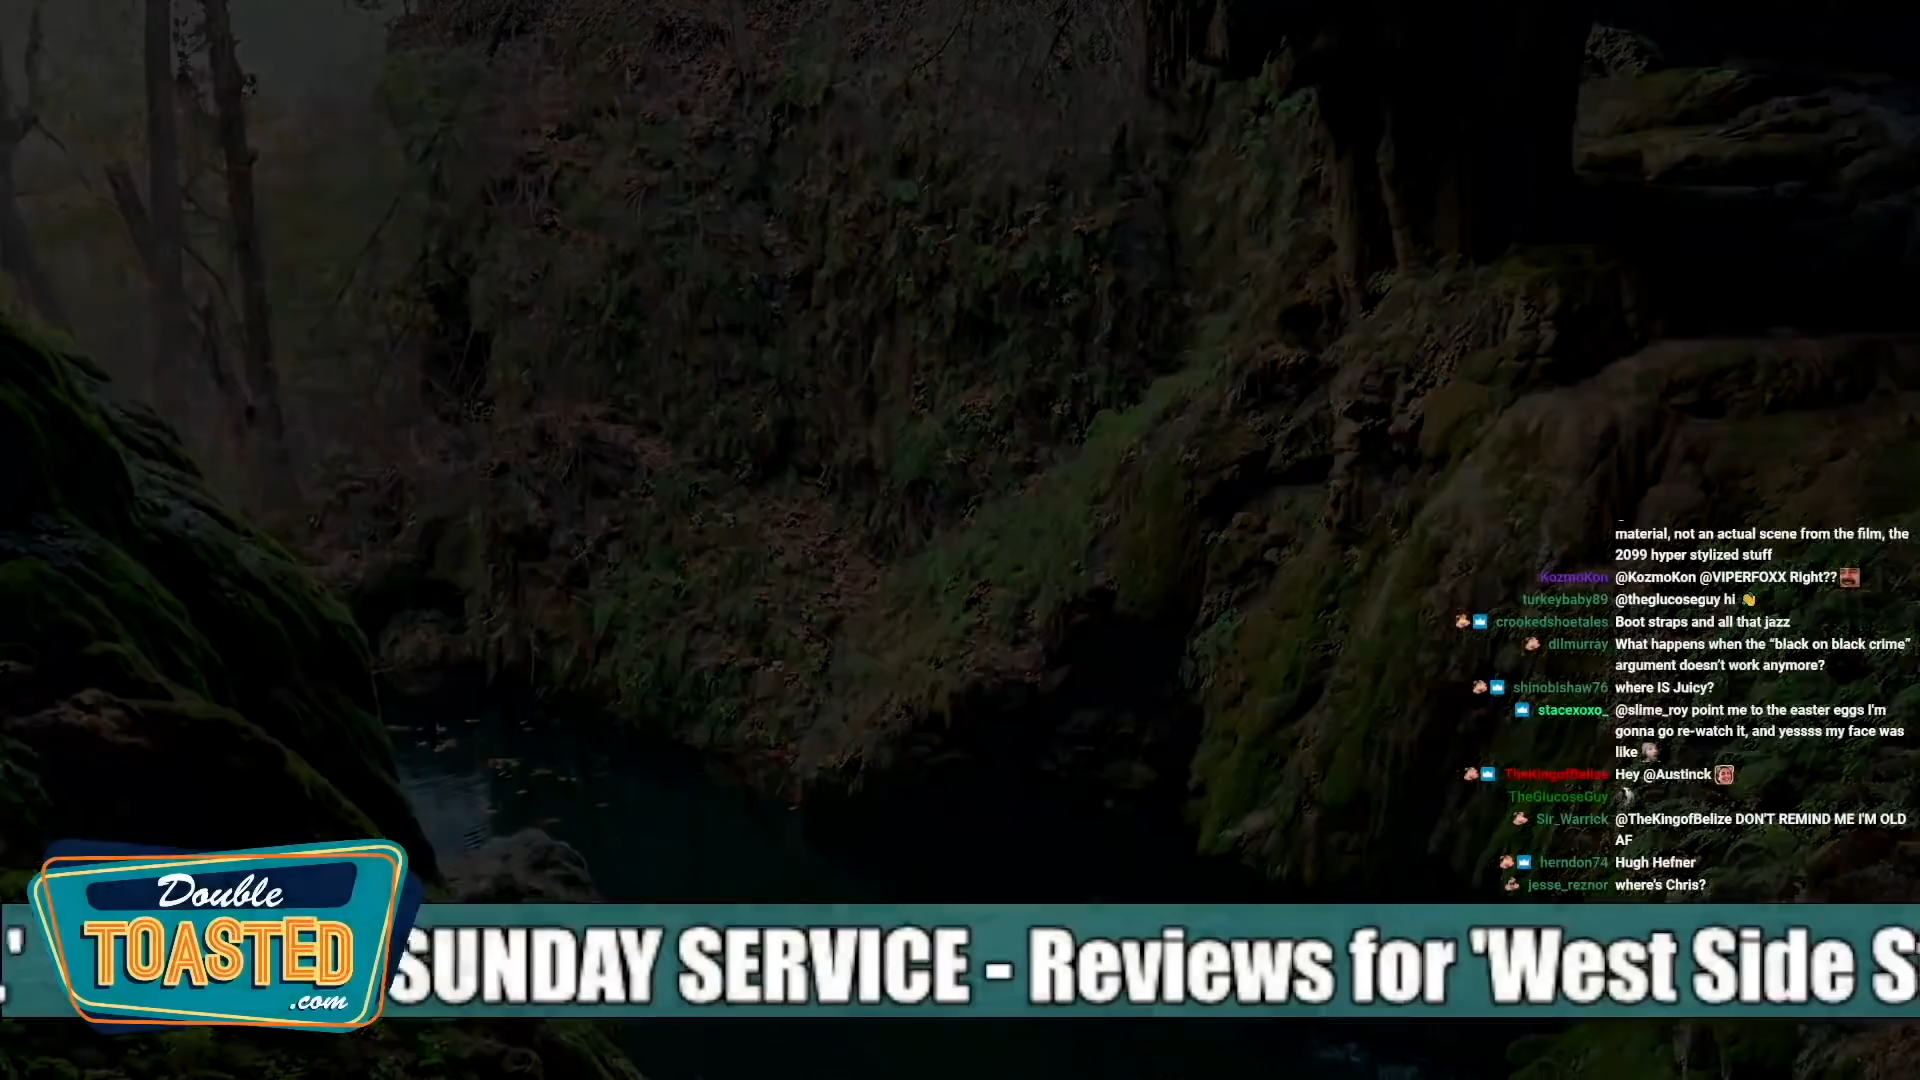 material, not an actual scene from the film, the
2099 hyper stylized stuff
KozmoKon @KozmoKon @VIPERFOXX Right??
turkeybaby89 @theglucoseguy hi
crookedshoetales Boot straps and all that jazz
dilmurray What happens when the “black on black crime”
argument doesn’t work anymore?
shinobishaw76 where IS Juicy?
stacexoxo_ @slime_roy point me to the easter eggs I'm
gonna go re-watch it, and yessss my face was
like
TheKingofBelize Hey @Austinck
TheGlucoseGuy
Sir_Warrick @TheKingofBelize DON'T REMIND ME I'M OLD
AF
herndon74 Hugh Hefner
jesse_reznor where's Chris?
Double
TOASTED
.com
SUNDAY SERVICE - Reviews for 'West Side S